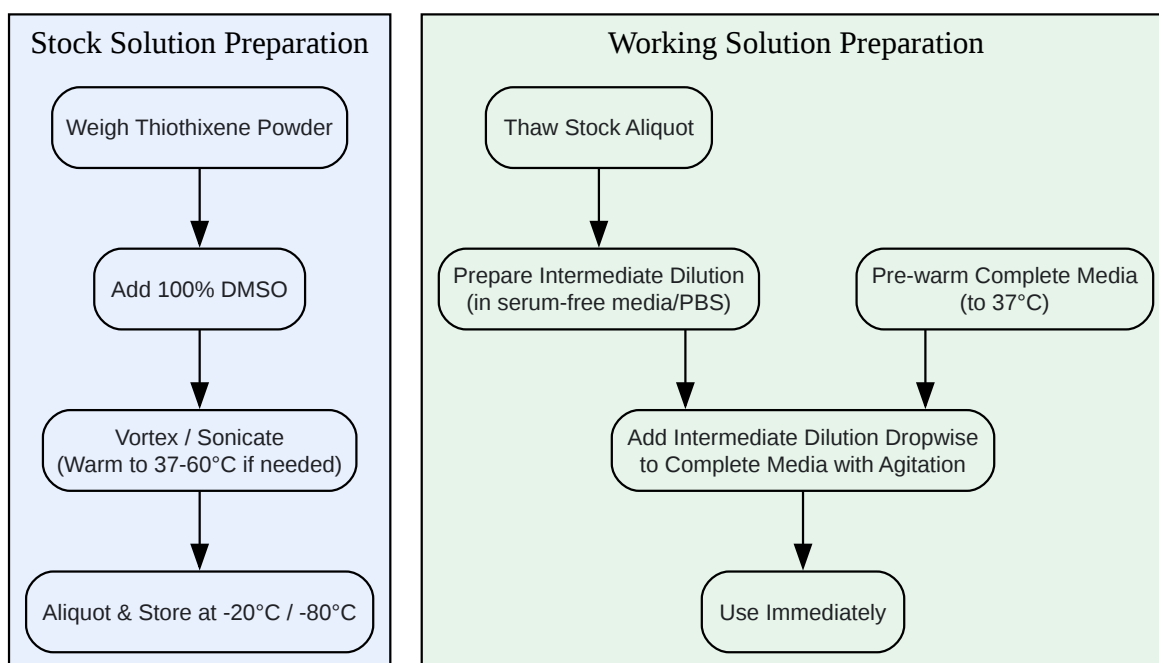 Stock Solution Preparation
Weigh Thiothixene Powder
Add 100% DMSO
Vortex / Sonicate
(Warm to 37-60°C if needed)
Aliquot & Store at -20°C / -80°C
Working Solution Preparation
Thaw Stock Aliquot
Prepare Intermediate Dilution
(in serum-free media/PBS)
Pre-warm Complete Media
(to 37°C)
Add Intermediate Dilution Dropwise
to Complete Media with Agitation
Use Immediately